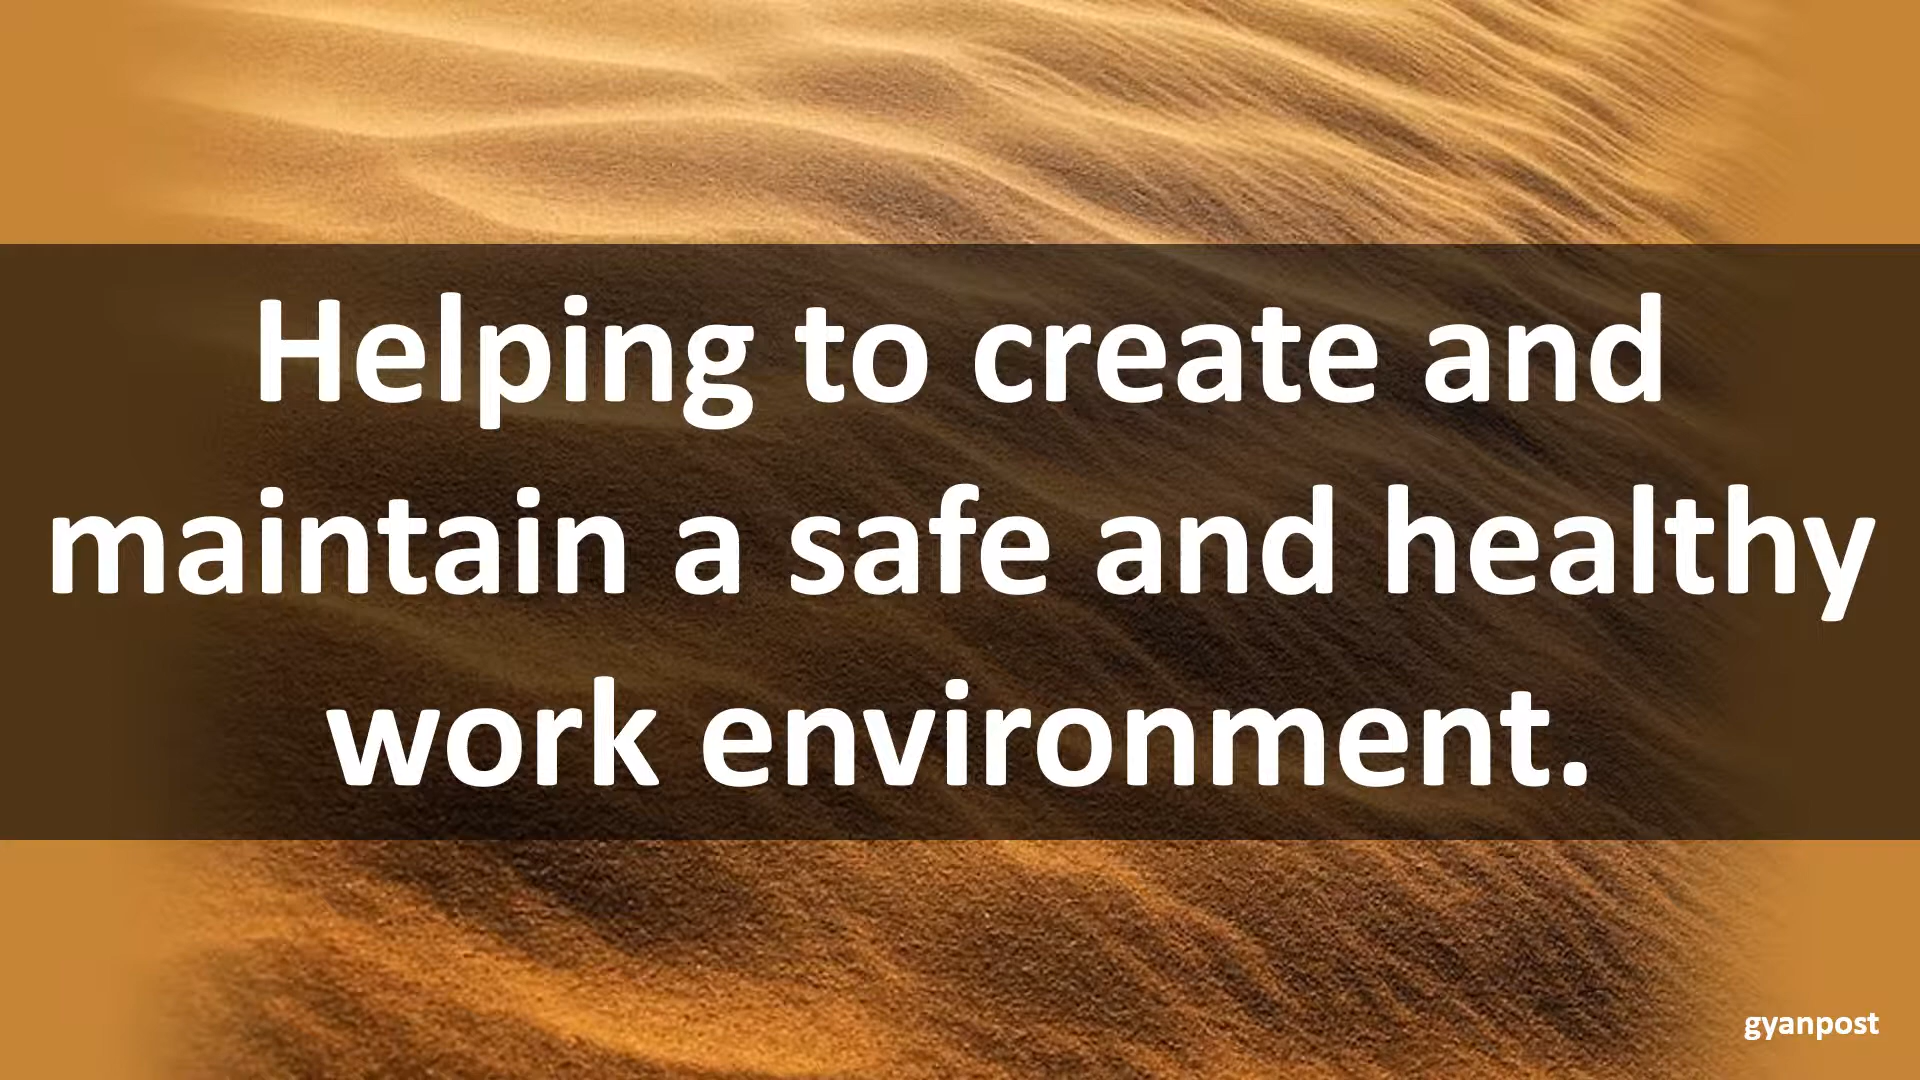 Helping to create and
maintain a safe and healthy
work environment.
gyanpost